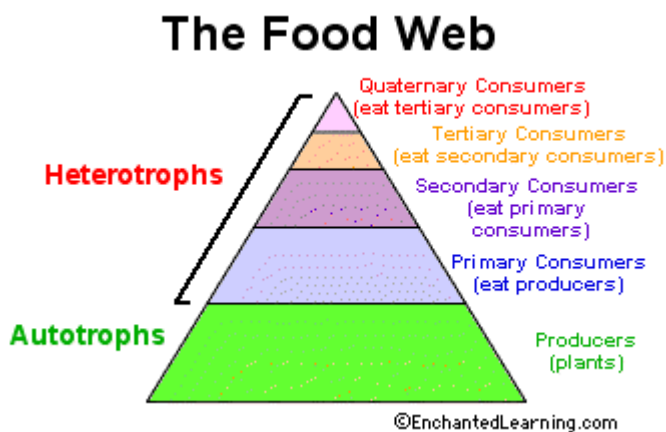 The Food Web
Quaternary Consumers
(eat tertiary consumers)
Tertiary Consumers
(eat secondary consumers)
Heterotrophs
Secondary Consumers
(eat primary
consumers)
Primary Consumers
(eat producers)
Autotrophs
Producers
(plants)
©EnchantedLearning.com